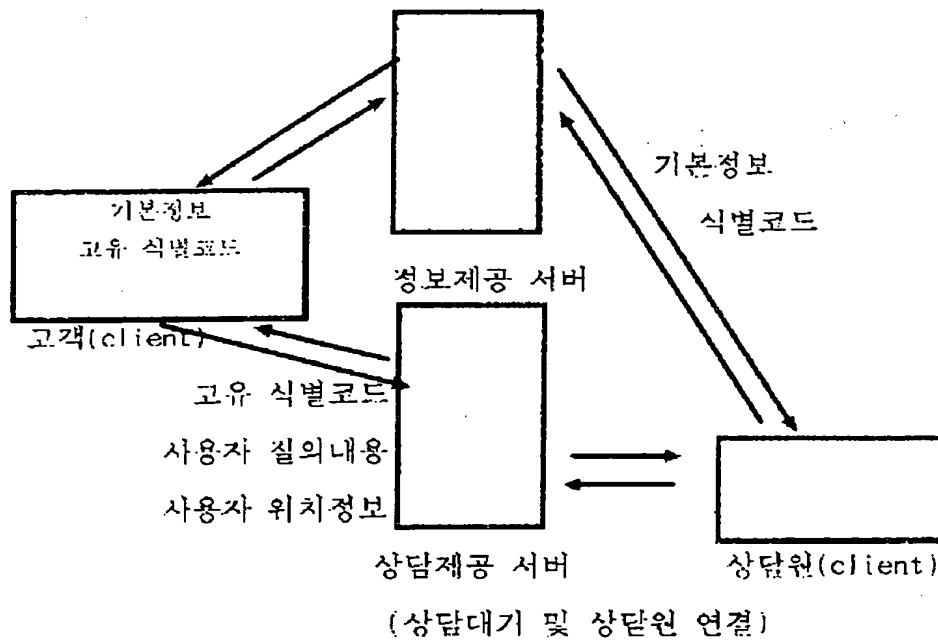 기본정보
식별코드
기본정보
고유 식별코드
정보제공 서버
고객(client)
고유 식별코드
사용자 질의내용
사용자 위치정보
상담제공 서버
상담원(client)
(상담대기 및 상담원 연결)